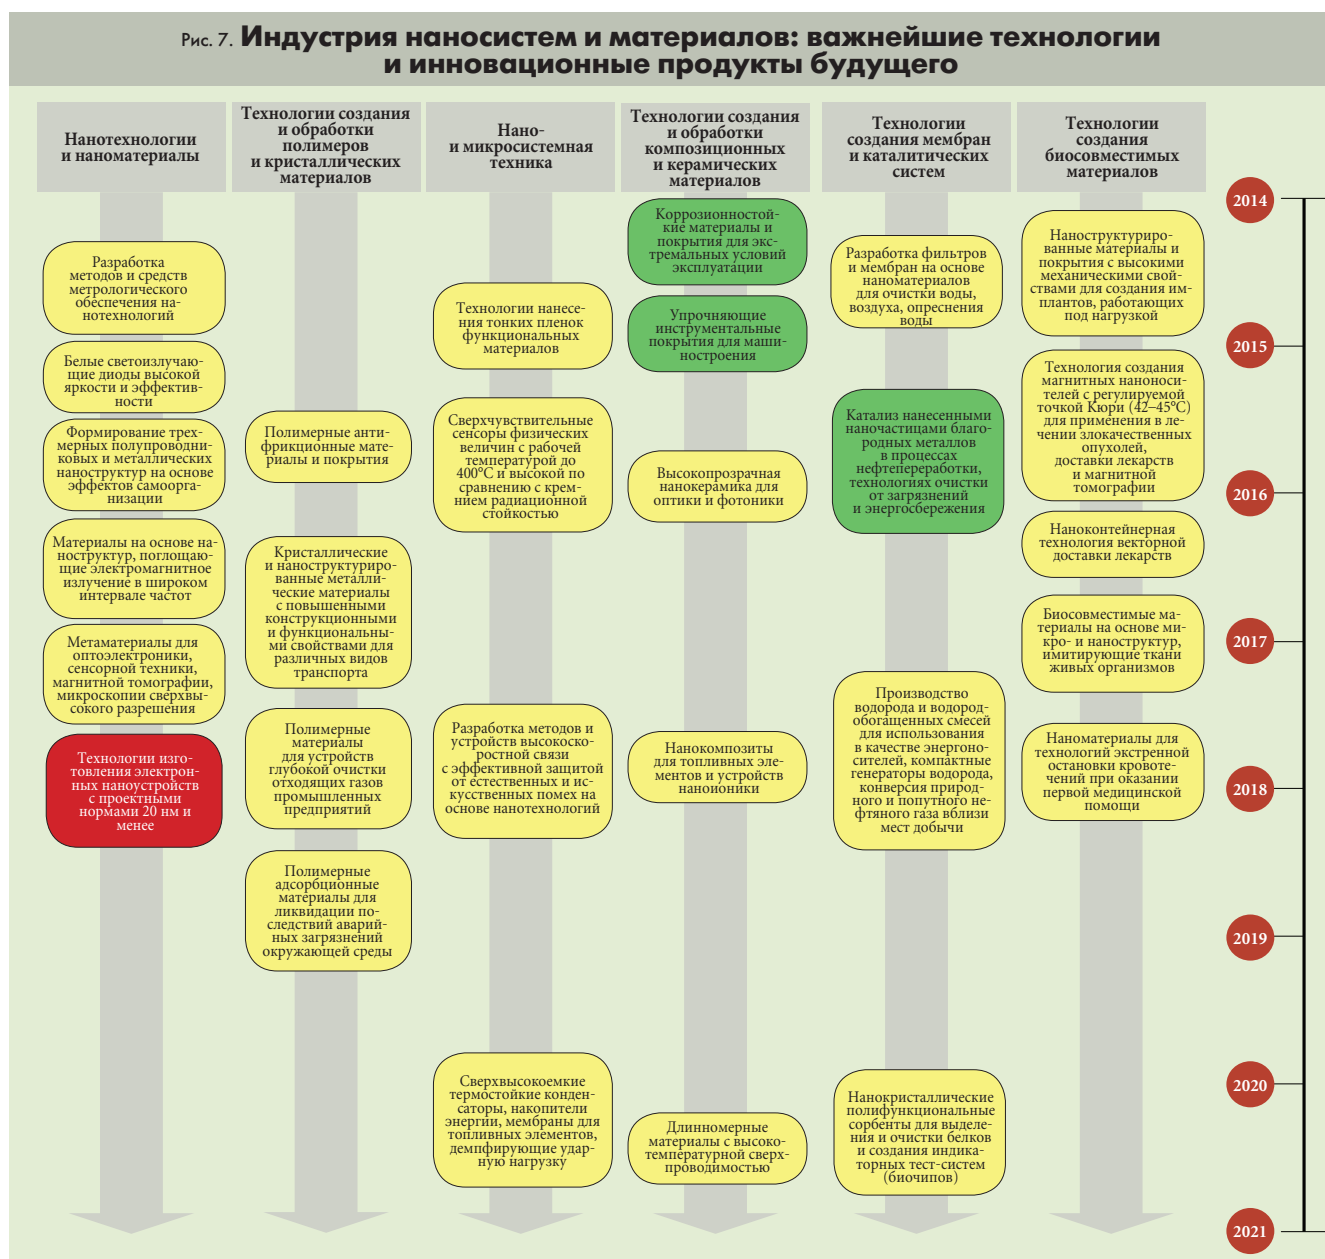 Рис. 7. Индустрия наносистем и материалов: важнейшие технологии
и инновационные продукты будущего
Нанотехнологии
и наноматериалы
Технологии создания
и обработки
полимеров
и кристаллических
материалов
Нано-
и микросистемная
техника
Технологии создания
и обработки
композиционных
и керамических
материалов
Технологии
создания мембран
и каталитических
систем
Технологии
создания
биосовместимых
материалов
Разработка
методов и средств
метрологического
обеспечения на-
нотехнологий
Белые светоизлучаю-
щие диоды высокой
яркости и эффектив-
ности
Формирование трех-
мерных полупроводни-
ковых и металлических
наноструктур на основе
эффектов самоорга-
низации
Материалы на основе на-
ноструктур, поглощаю-
щие электромагнитное
излучение в широком
интервале частот
Метаматериалы для
оптоэлектроники,
сенсорной техники,
магнитной томографии,
микроскопии сверхвы-
сокого разрешения
Технологии изго-
товления электрон-
ных наноустройств
с проектными
нормами 20 нм и
менее
Полимерные анти-
фрикционные мате-
риалы и покрытия
Кристаллические
и наноструктуриро-
ванные металли-
ческие материалы
с повышенными
конструкционными
и функциональны-
ми свойствами для
различных видов
транспорта
Полимерные
материалы
для устройств
глубокой очистки
отходящих газов
промышленных
предприятий
Полимерные
адсорбционные
материалы для
ликвидации по-
следствий аварий-
ных загрязнений
окружающей среды
Технологии нанесе-
ния тонких пленок
функциональных
материалов
Сверхчувствительные
сенсоры физических
величин с рабочей
температурой до
400°С и высокой по
сравнению с крем-
нием радиационной
стойкостью
Разработка методов и
устройств высокоско-
ростной связи
с эффективной защитой
от естественных и ис-
кусственных помех на
основе нанотехнологий
Сверхвысокоемкие
термостойкие конден-
саторы, накопители
энергии, мембраны для
топливных элементов,
демпфирующие удар-
ную нагрузку
Коррозионностой-
кие материалы и
покрытия для экс-
тремальных условий
эксплуатации
Упрочняющие
инструментальные
покрытия для маши-
ностроения
Высокопрозрачная
нанокерамика для
оптики и фотоники
Нанокомпозиты
для топливных эле-
ментов и устройств
наноионики
Длинномерные
материалы с высоко-
температурной сверх-
проводимостью
Разработка фильтров
и мембран на основе
наноматериалов
для очистки воды,
воздуха, опреснения
воды
Катализ нанесенными
наночастицами благо-
родных металлов
в процессах
нефтепереработки,
технологиях очистки
от загрязнений
и энергосбережения
Производство
водорода и водород-
обогащенных смесей
для использования
в качестве энергоно-
сителей, компактные
генераторы водорода,
конверсия природ-
ного и попутного не-
фтяного газа вблизи
мест добычи
Нанокристаллические
полифункциональные
сорбенты для выделе-
ния и очистки белков
и создания индика-
торных тест-систем
(биочипов)
Наноструктуриро-
ванные материалы и
покрытия с высокими
механическими свой-
ствами для создания им-
плантов, работающих
под нагрузкой
Технология создания
магнитных наноноси-
телей с регулируемой
точкой Кюри (42–45°С)
для применения в ле-
чении злокачественных
опухолей,
доставки лекарств
и магнитной
томографии
Наноконтейнерная
технология векторной
доставки лекарств
Биосовместимые ма-
териалы на основе ми-
кро- и наноструктур,
имитирующие ткани
живых организмов
Наноматериалы для
технологий экстренной
остановки кровоте-
чений при оказании
первой медицинской
помощи
2014
2015
2016
2017
2018
2019
2020
2021